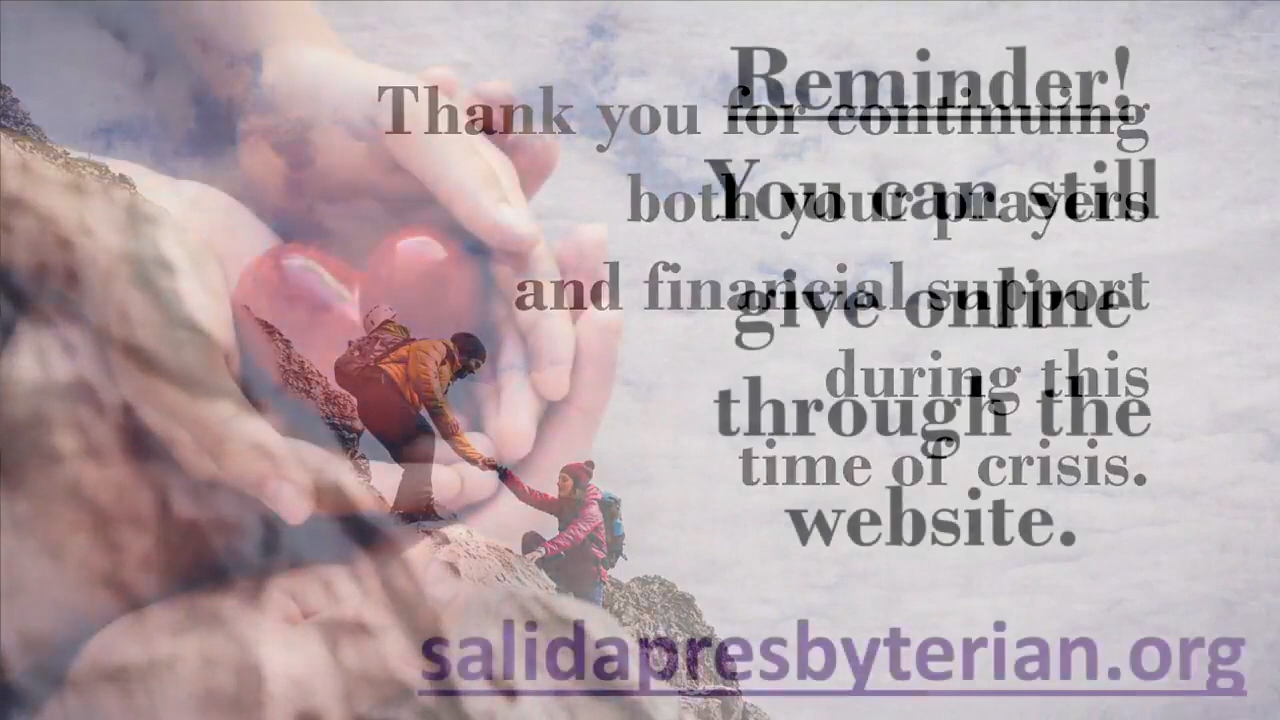 Reminder!
You can still
give online
through the
website.
Thank you for continuing
both your prayers
and financial support
during this
time of crisis.
salidapresbyterian.org